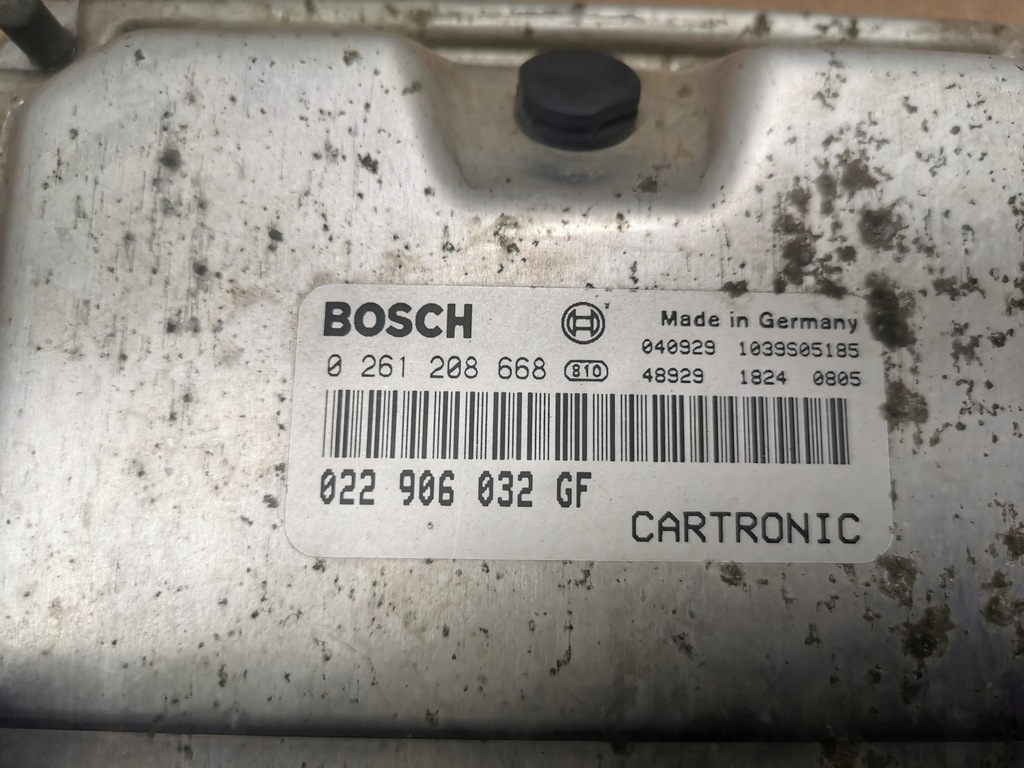 BOSCH
Made in Germany
0 261 208 668 810
040929 1039S05185
48929 1824 0805
022 906 032 GF
CARTRONIC